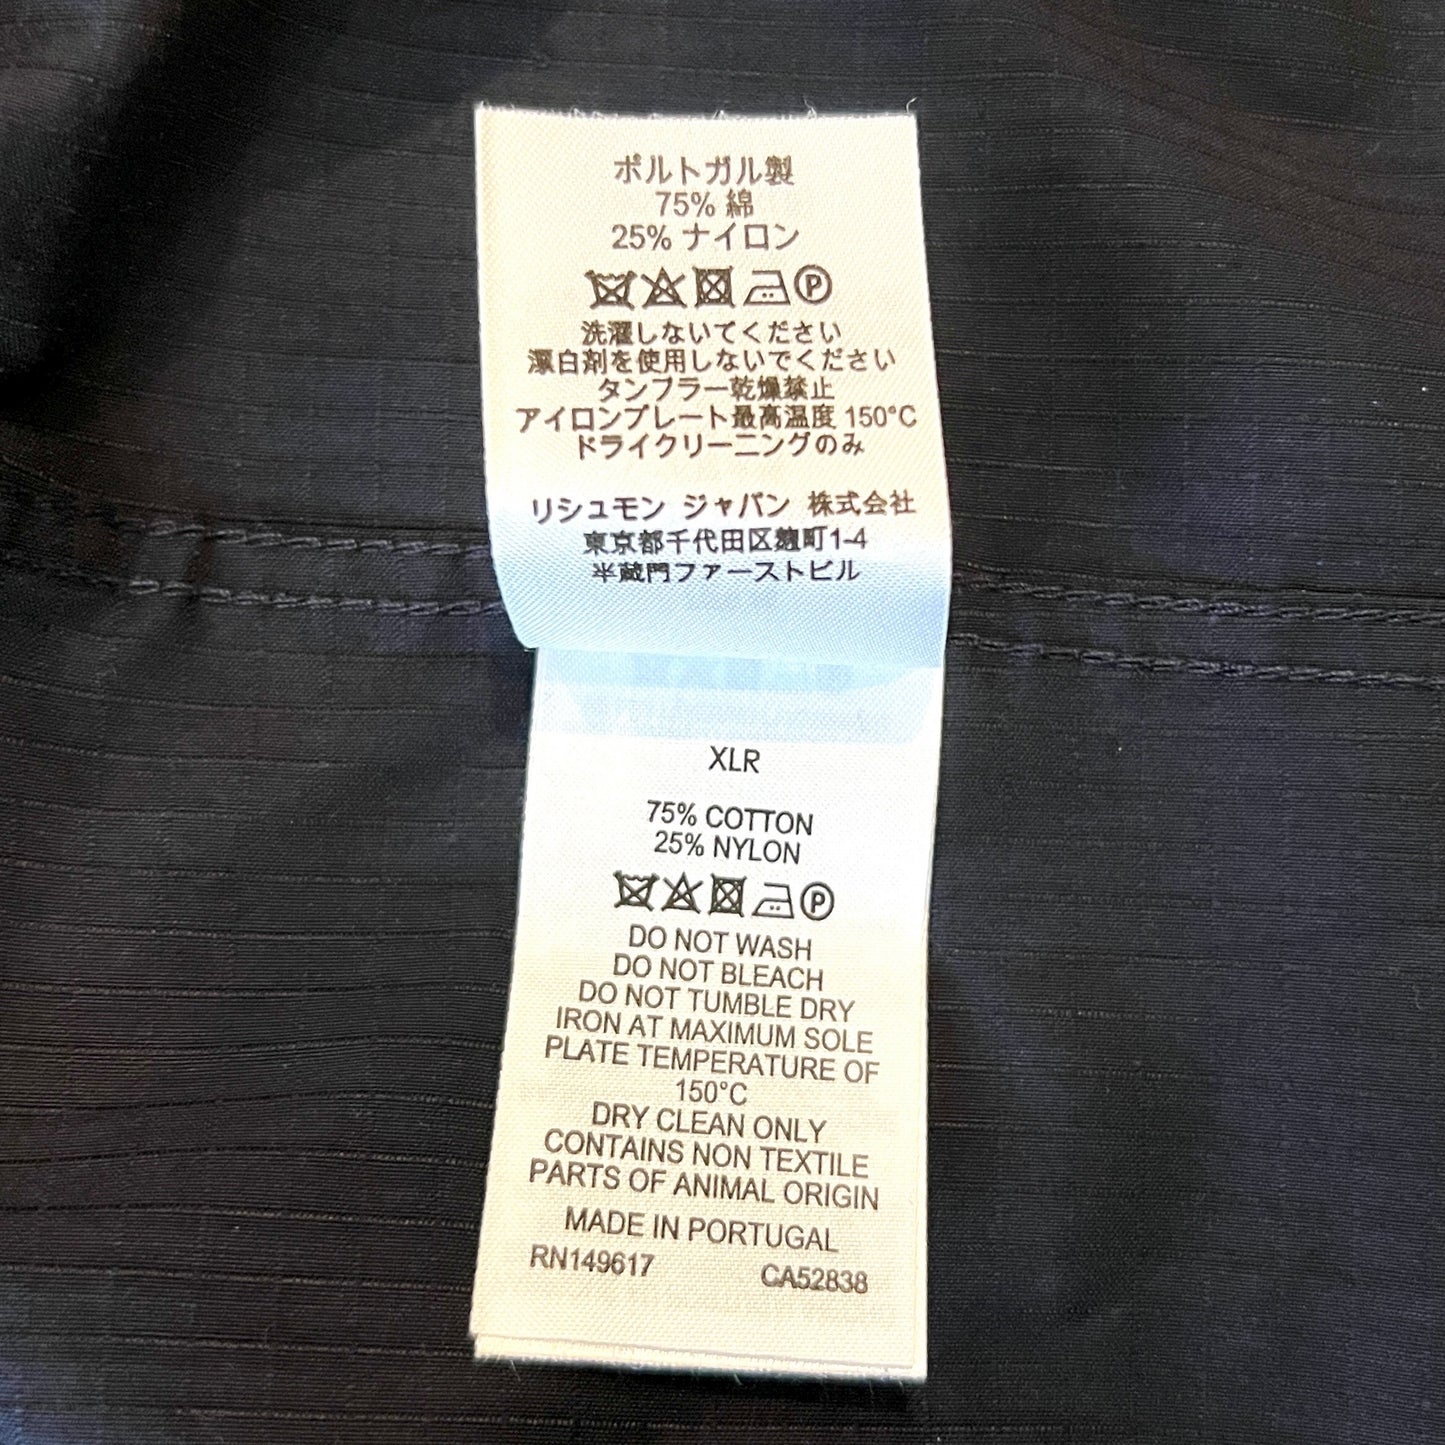 ポルトガル製
75% 綿
25% ナイロン
P
洗濯しないてください
漂白剤を使用しないでください
タンブラー乾燥禁止
アイロンプレート最高温度 150°C
ドライクリーニングのみ
リシュモン ジャパン 株式会社
東京都千代田区麹町1-4
半蔵門ファーストビル
XLR
75% COTTON
25% NYLON
P
DO NOT WASH
DO NOT BLEACH
DO NOT TUMBLE DRY
IRON AT MAXIMUM SOLE
PLATE TEMPERATURE OF
150°C
DRY CLEAN ONLY
CONTAINS NON TEXTILE
PARTS OF ANIMAL ORIGIN
MADE IN PORTUGAL
RN149617 CA52838